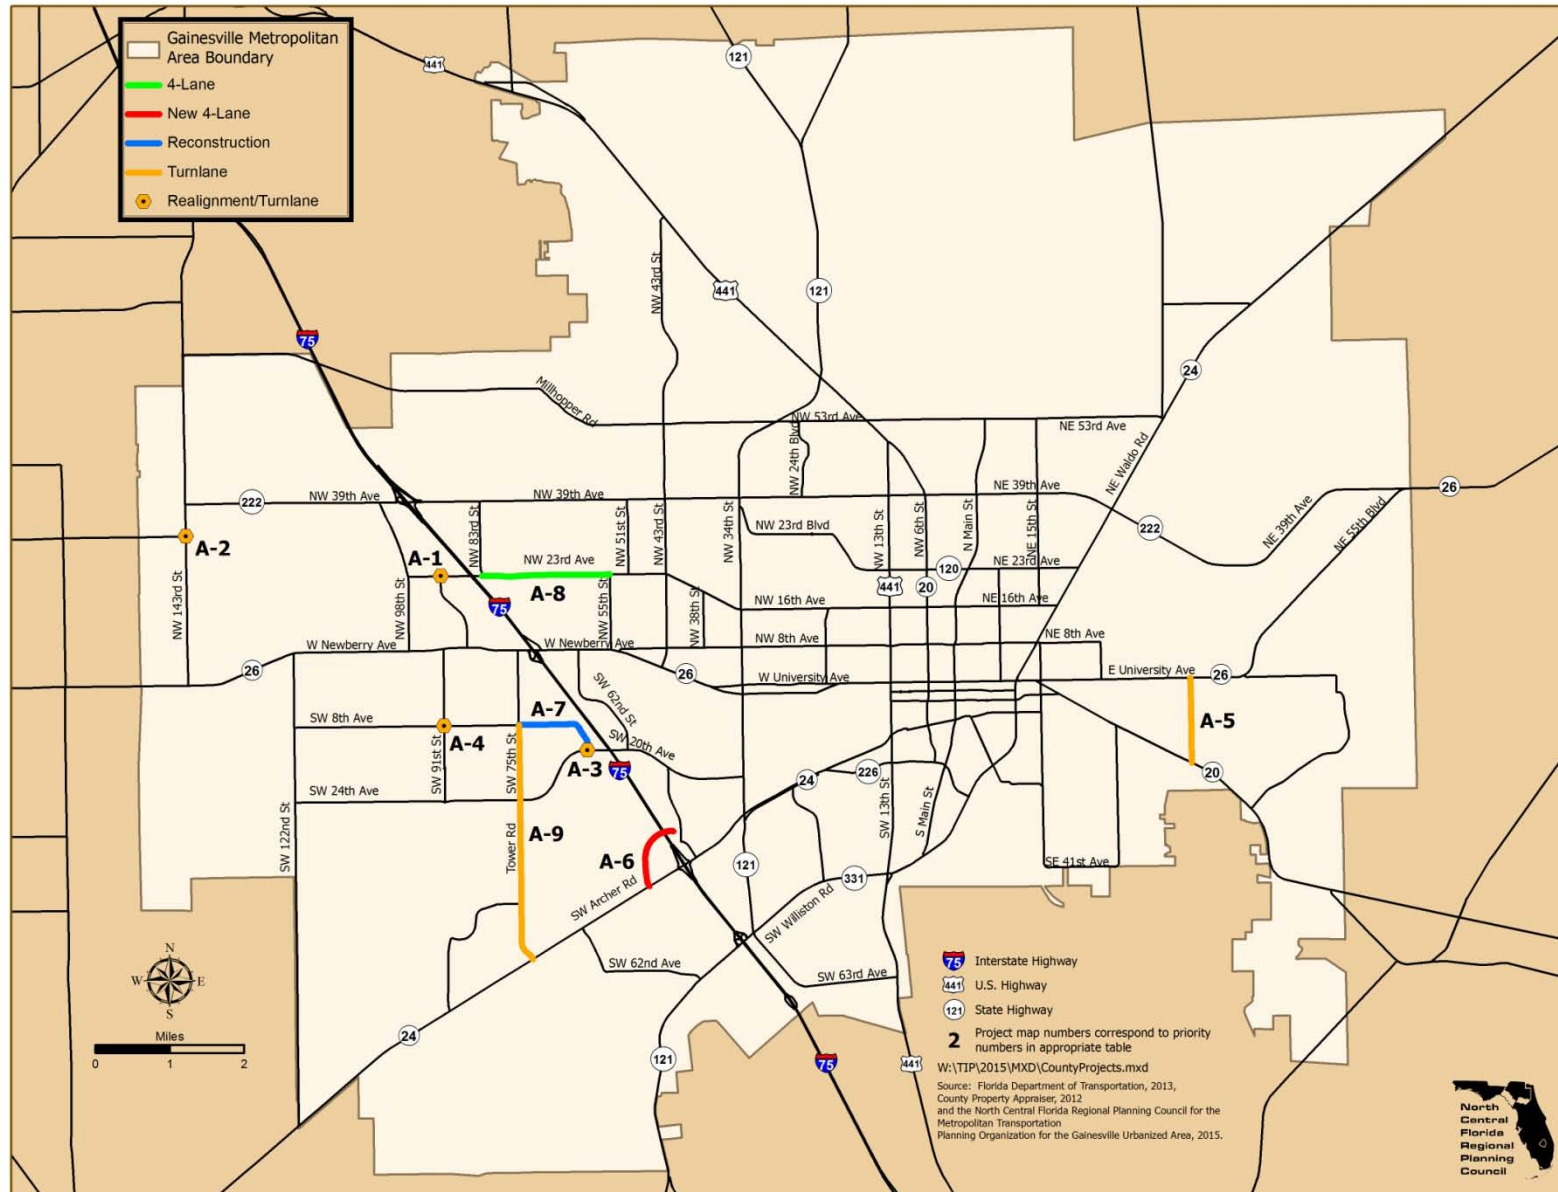 Gainesville Metropolitan
Area Boundary
4-Lane
New 4-Lane
Reconstruction
Turnlane
Realignment/Turnlane
441
121
NW 43rd St
441
121
75
24
Millhopper Rd
NW 53rd Ave
NE 53rd Ave
NW 24th Blvd
NE Waldo Rd
222
NW 39th Ave
NW 39th Ave
NE 39th Ave
26
NE 39th Ave
NE 55th Blvd
222
NW 83rd St
NW 51st St
NW 43rd St
NW 34th St
NW 23rd Blvd
NW 13th St
NW 6th St
N Main St
NE 15th St
A-2
A-1
NW 23rd Ave
120
NE 23rd Ave
A-8
441
20
NW 143rd St
NW 98th St
75
NW 55th St
NW 38th St
NW 16th Ave
NE 16th Ave
W Newberry Ave
W Newberry Ave
NW 8th Ave
NE 8th Ave
26
26
W University Ave
E University Ave
26
SW 62nd St
SW 8th Ave
A-7
A-4
A-5
SW 91st St
SW 75th St
SW 20th Ave
A-3
75
24
226
20
SW 24th Ave
SW 122nd St
Tower Rd
A-9
SW 13th St
S Main St
A-6
121
SE 41st Ave
331
SW Archer Rd
SW Williston Rd
SW 62nd Ave
SW 63rd Ave
N
W
E
S
24
121
75
441
Miles
0
1
2
75
Interstate Highway
441
U.S. Highway
121
State Highway
2
Project map numbers correspond to priority
numbers in appropriate table
W:\TIP\2015\MXD\CountyProjects.mxd
Source: Florida Department of Transportation, 2013,
County Property Appraiser, 2012
and the North Central Florida Regional Planning Council for the
Metropolitan Transportation
Planning Organization for the Gainesville Urbanized Area, 2015.
North
Central
Florida
Regional
Planning
Council